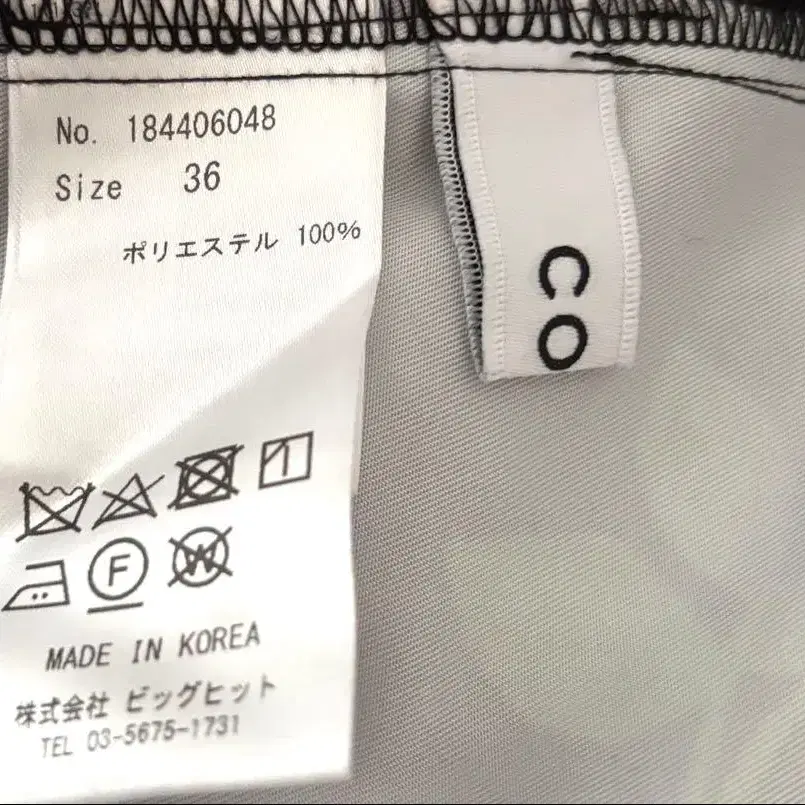 No. 184406048
Size 36
ポリエステル 100%
F
W
MADE IN KOREA
株式会社 ビッグヒット
TEL 03-5675-1731
CO